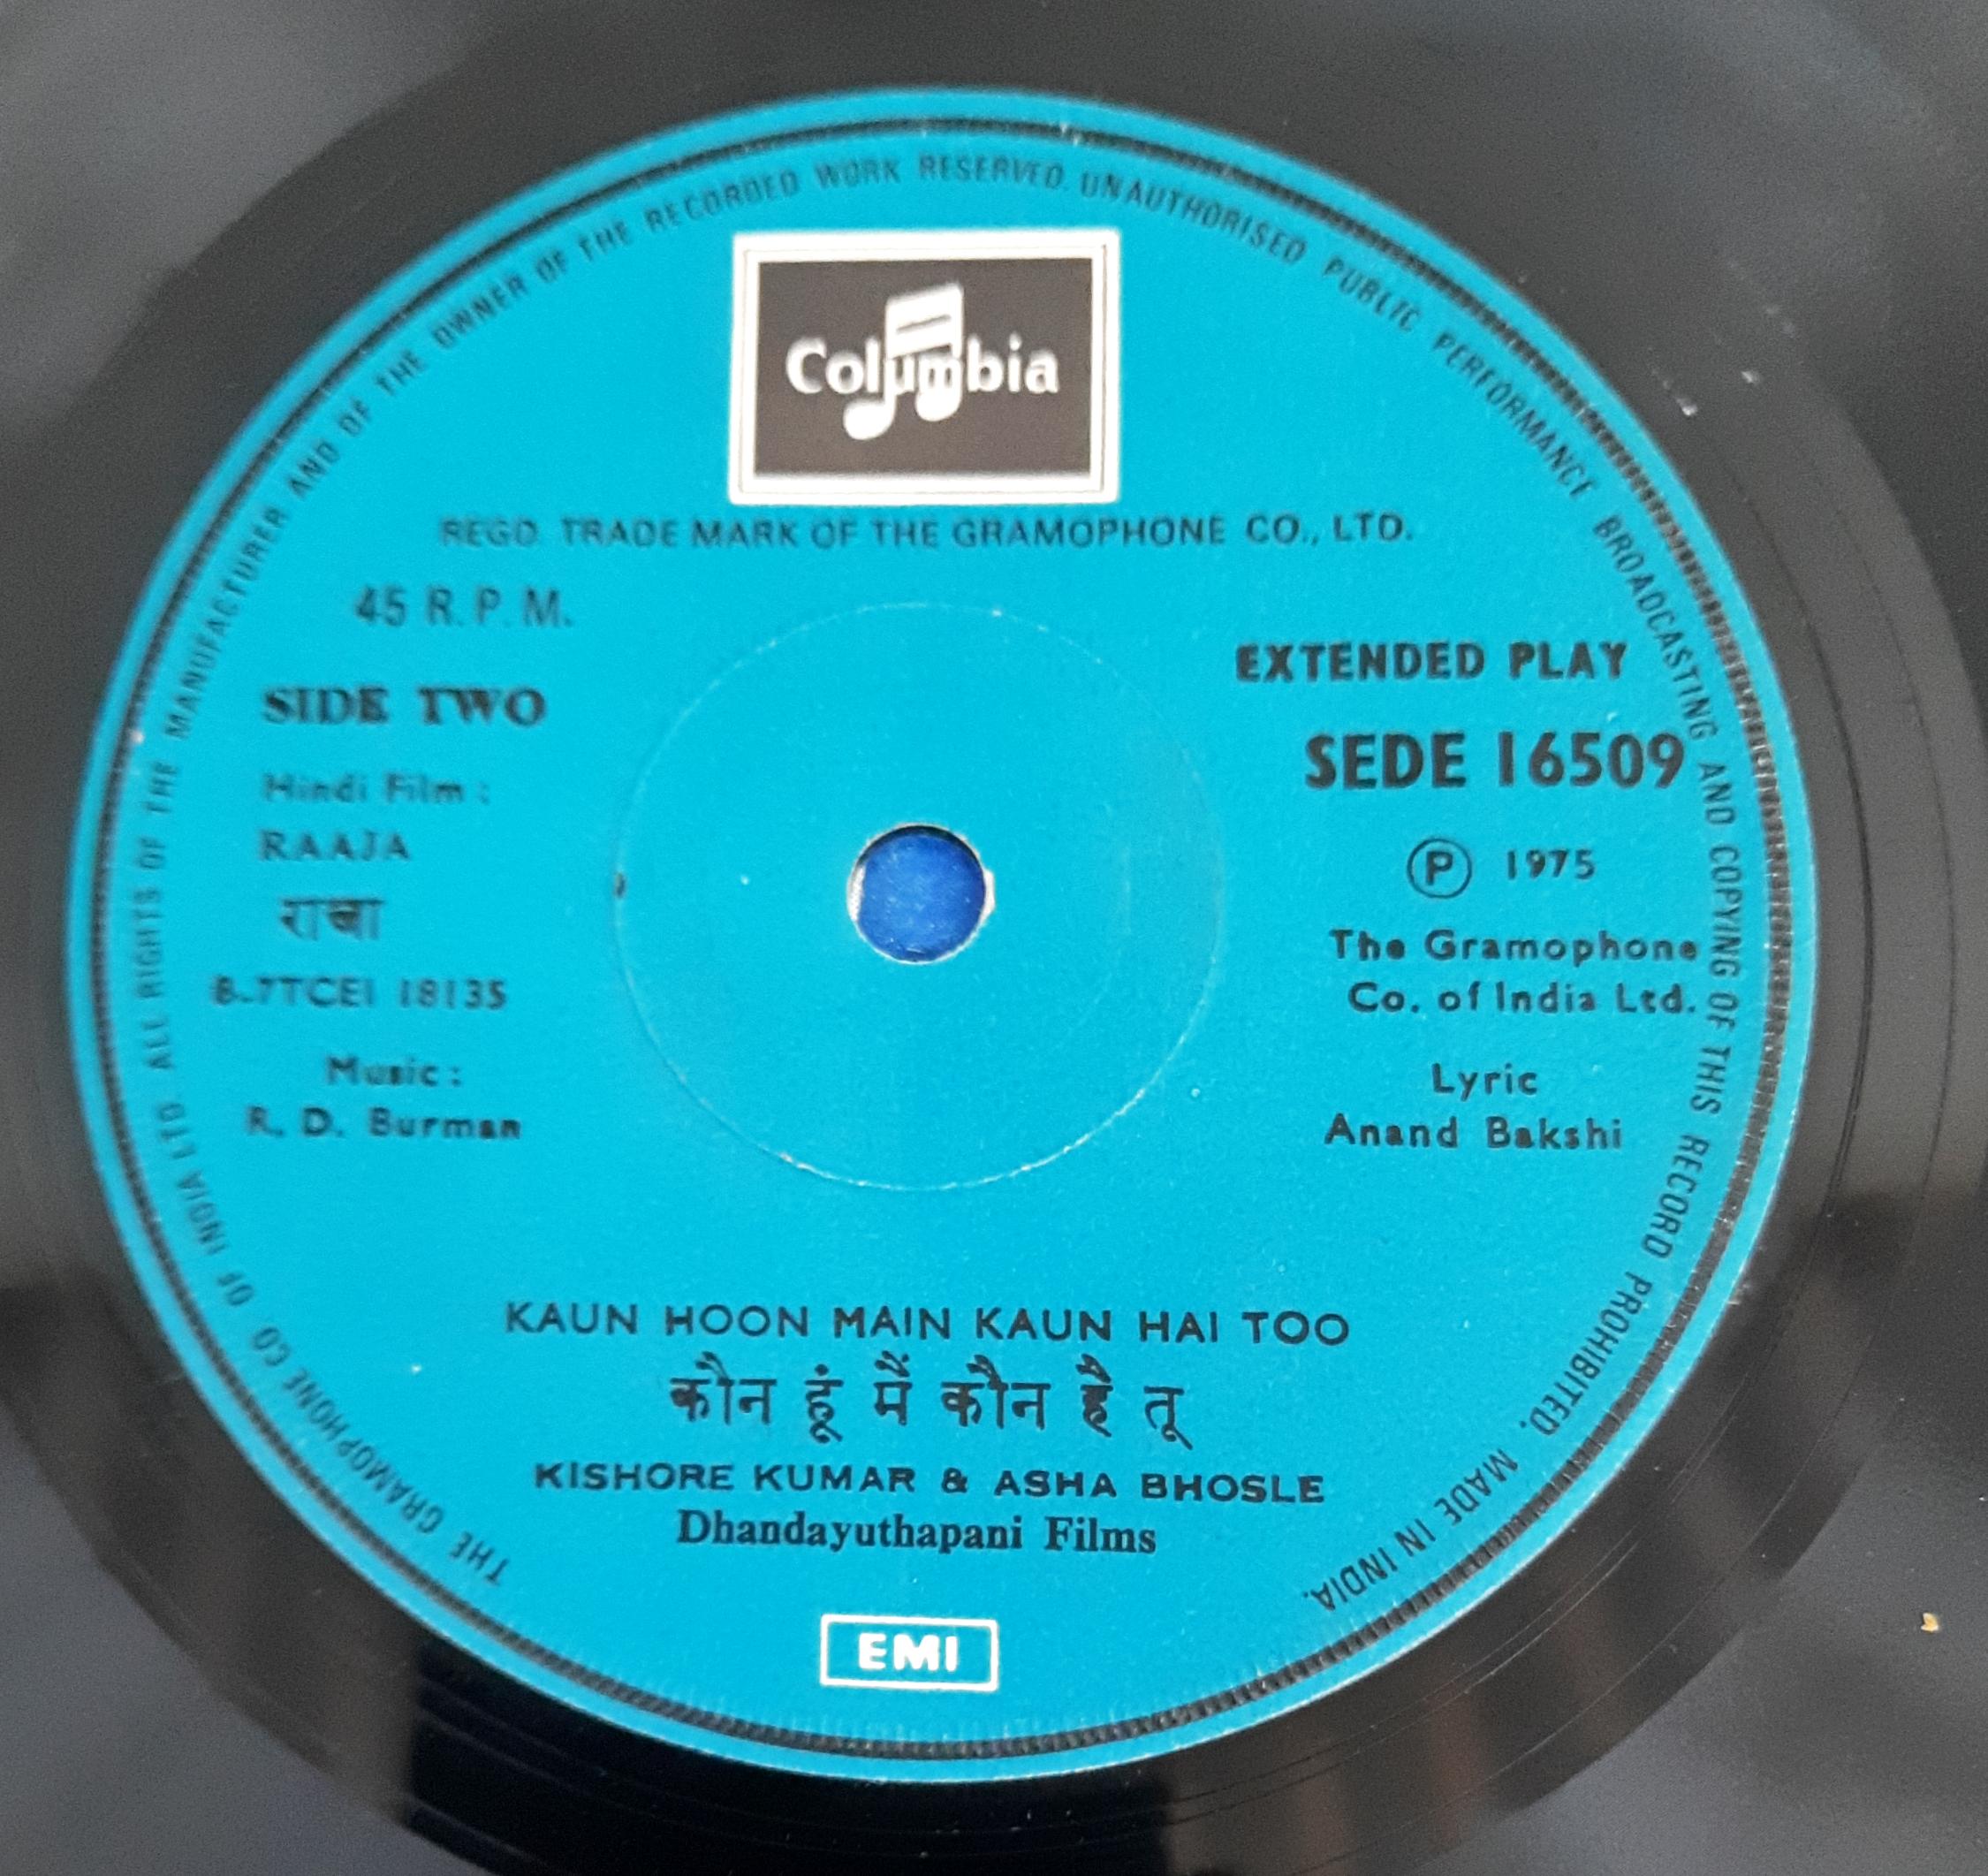 THE GRAMOPHONE CO. OF INDIA LTD. ALL RIGHTS OF THE MANUFACTURER AND OF THE OWNER OF THE RECORDED WORK RESERVED. UNAUTHORISED PUBLIC PERFORMANCE BROADCASTING AND COPYING OF THIS RECORD PROHIBITED. MADE IN INDIA.
Columbia
REGD. TRADE MARK OF THE GRAMOPHONE CO., LTD.
45 R.P.M.
SIDE TWO
Hindi Film :
RAAJA
राजा
8-7TCEI 18135
Music :
R. D. Burman
EXTENDED PLAY
SEDE 16509
Ⓟ 1975
The Gramophone
Co. of India Ltd.
Lyric
Anand Bakshi
KAUN HOON MAIN KAUN HAI TOO
कौन हूं मैं कौन है तू
KISHORE KUMAR & ASHA BHOSLE
Dhandayuthapani Films
EMI